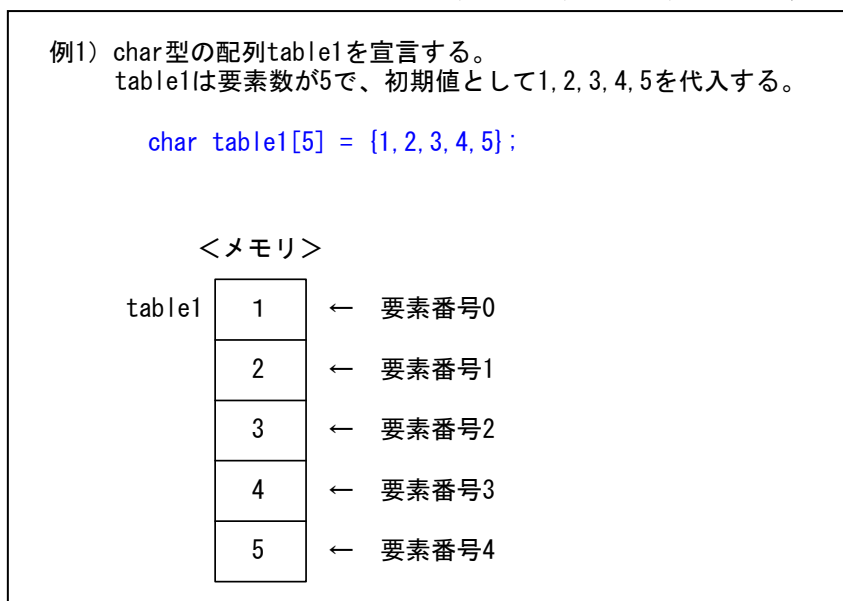 例1) char型の配列table1を宣言する。
table1は要素数が5で、初期値として1,2,3,4,5を代入する。
char table1[5] = {1,2,3,4,5};
＜メモリ＞
table1 1 ← 要素番号0
2 ← 要素番号1
3 ← 要素番号2
4 ← 要素番号3
5 ← 要素番号4